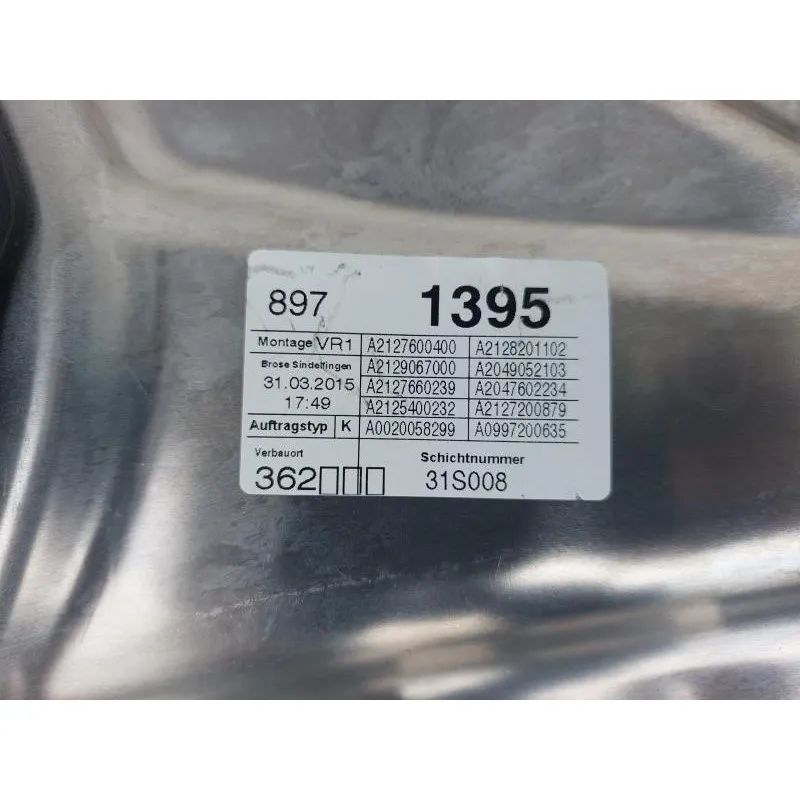 897 1395
Montage VR1 A2127600400 A2128201102
Brose Sindelfingen A2129067000 A2049052103
31.03.2015 A2127660239 A2047602234
17:49 A2125400232 A2127200879
Auftragstyp K A0020058299 A0997200635
Verbauort Schichtnummer
362▯▯▯ 31S008